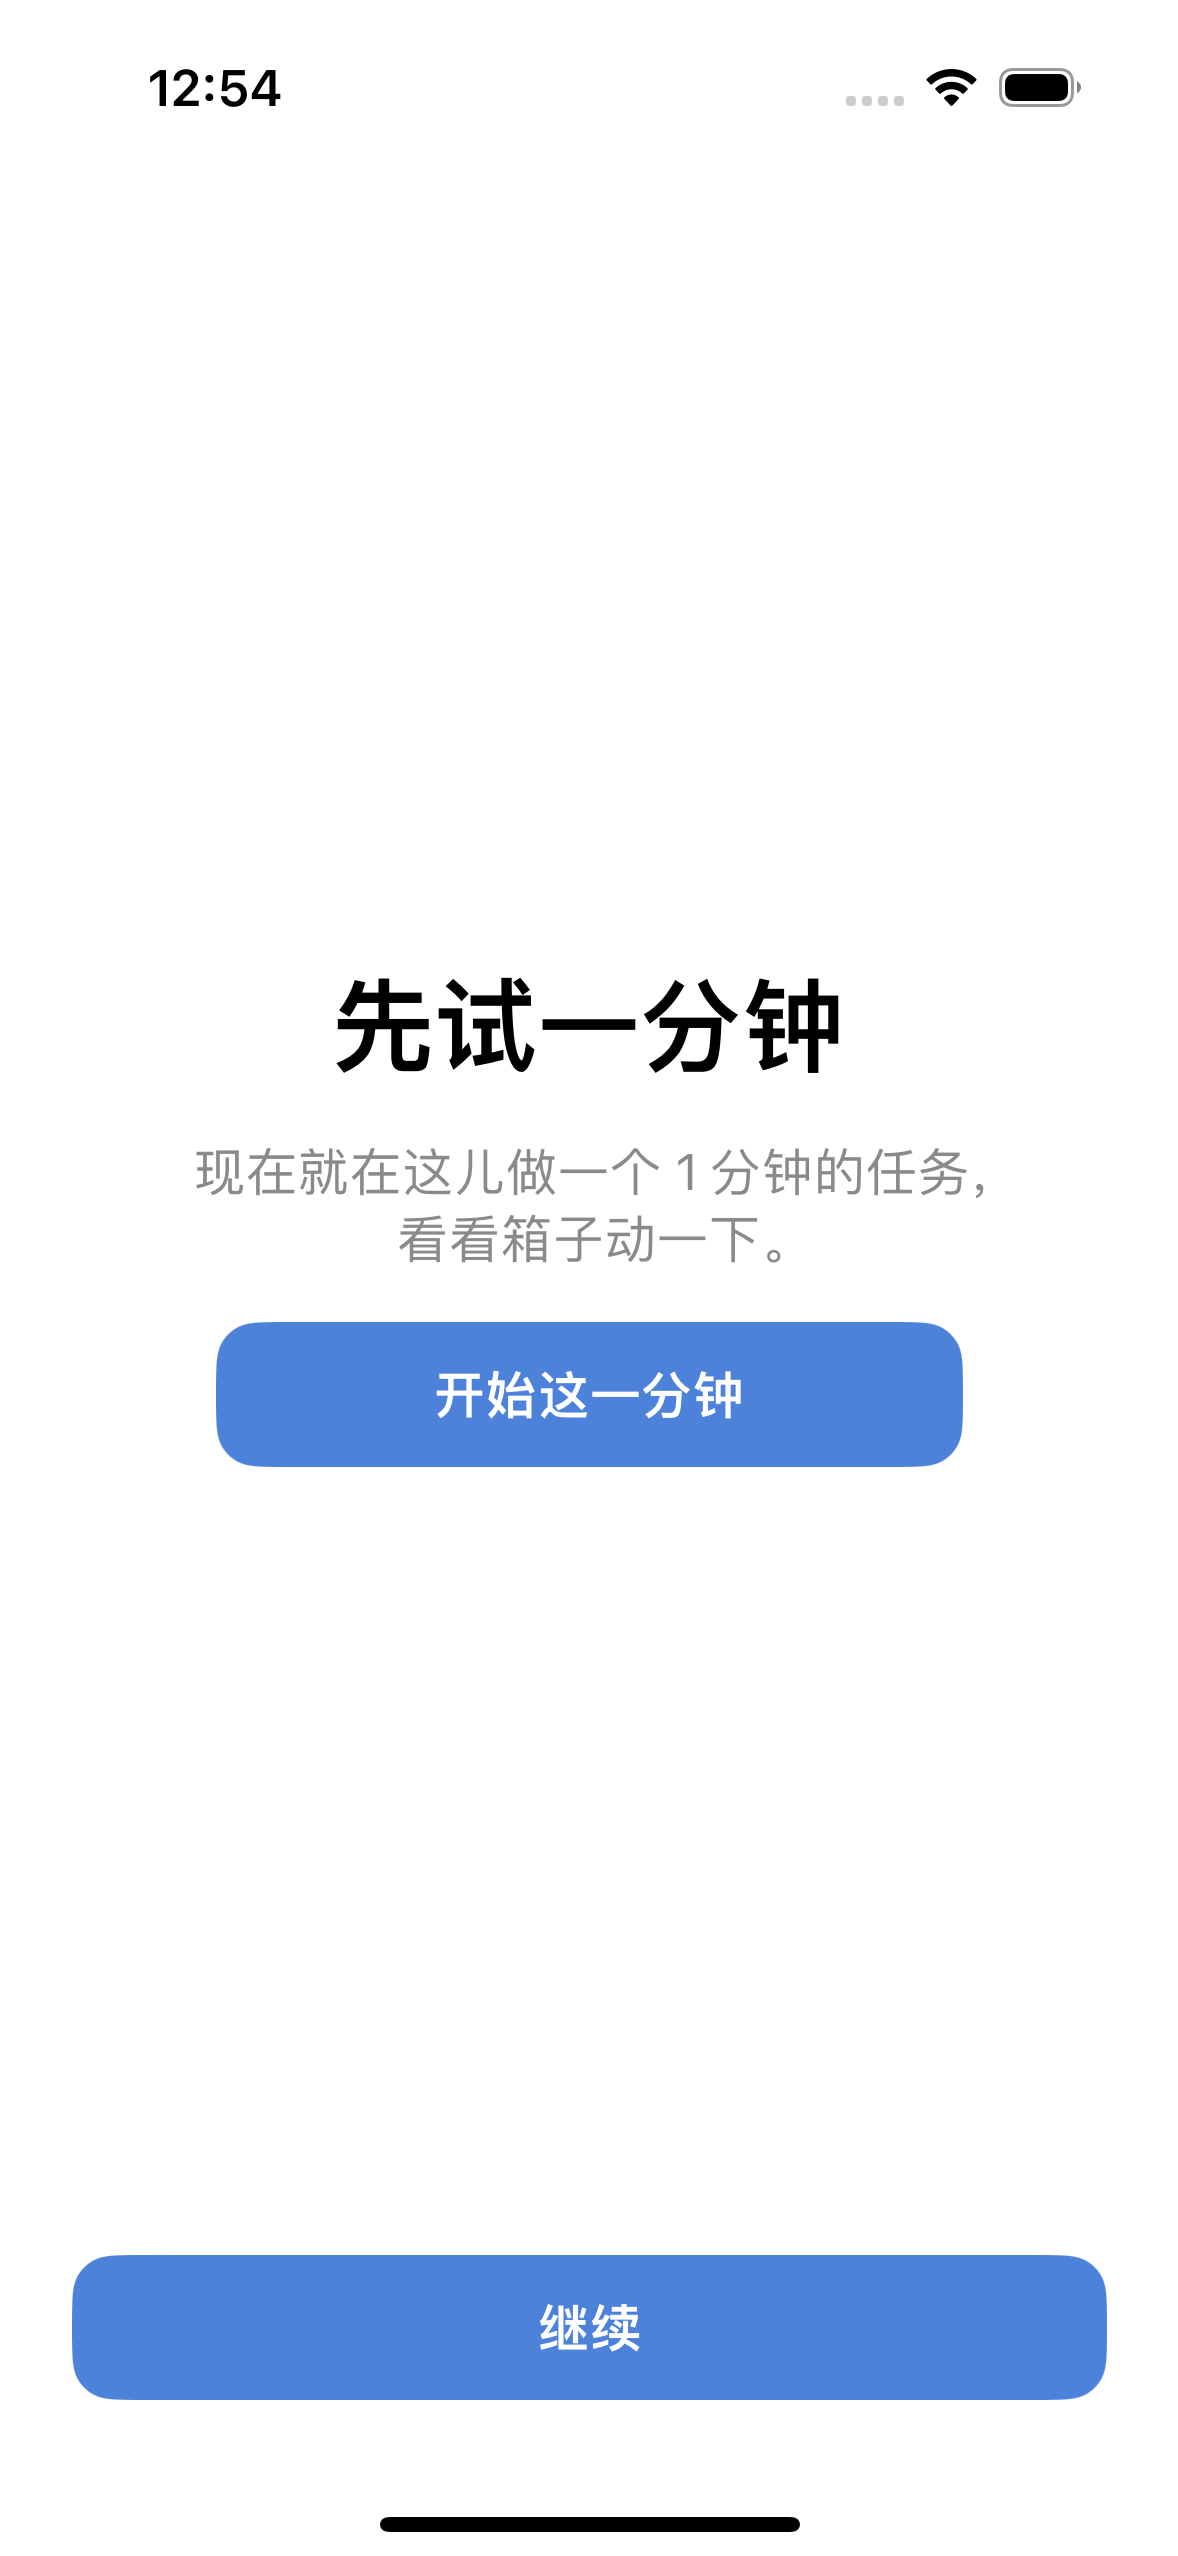 12:54
先试一分钟
现在就在这儿做一个 1 分钟的任务，
看看箱子动一下。
开始这一分钟
继续